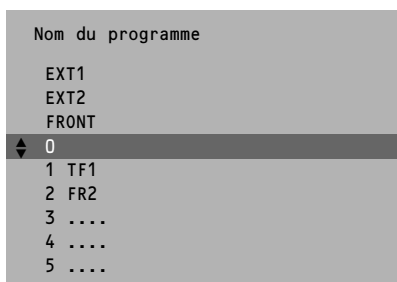 Nom du programme
EXT1
EXT2
FRONT
0
1 TF1
2 FR2
3 ....
4 ....
5 ....